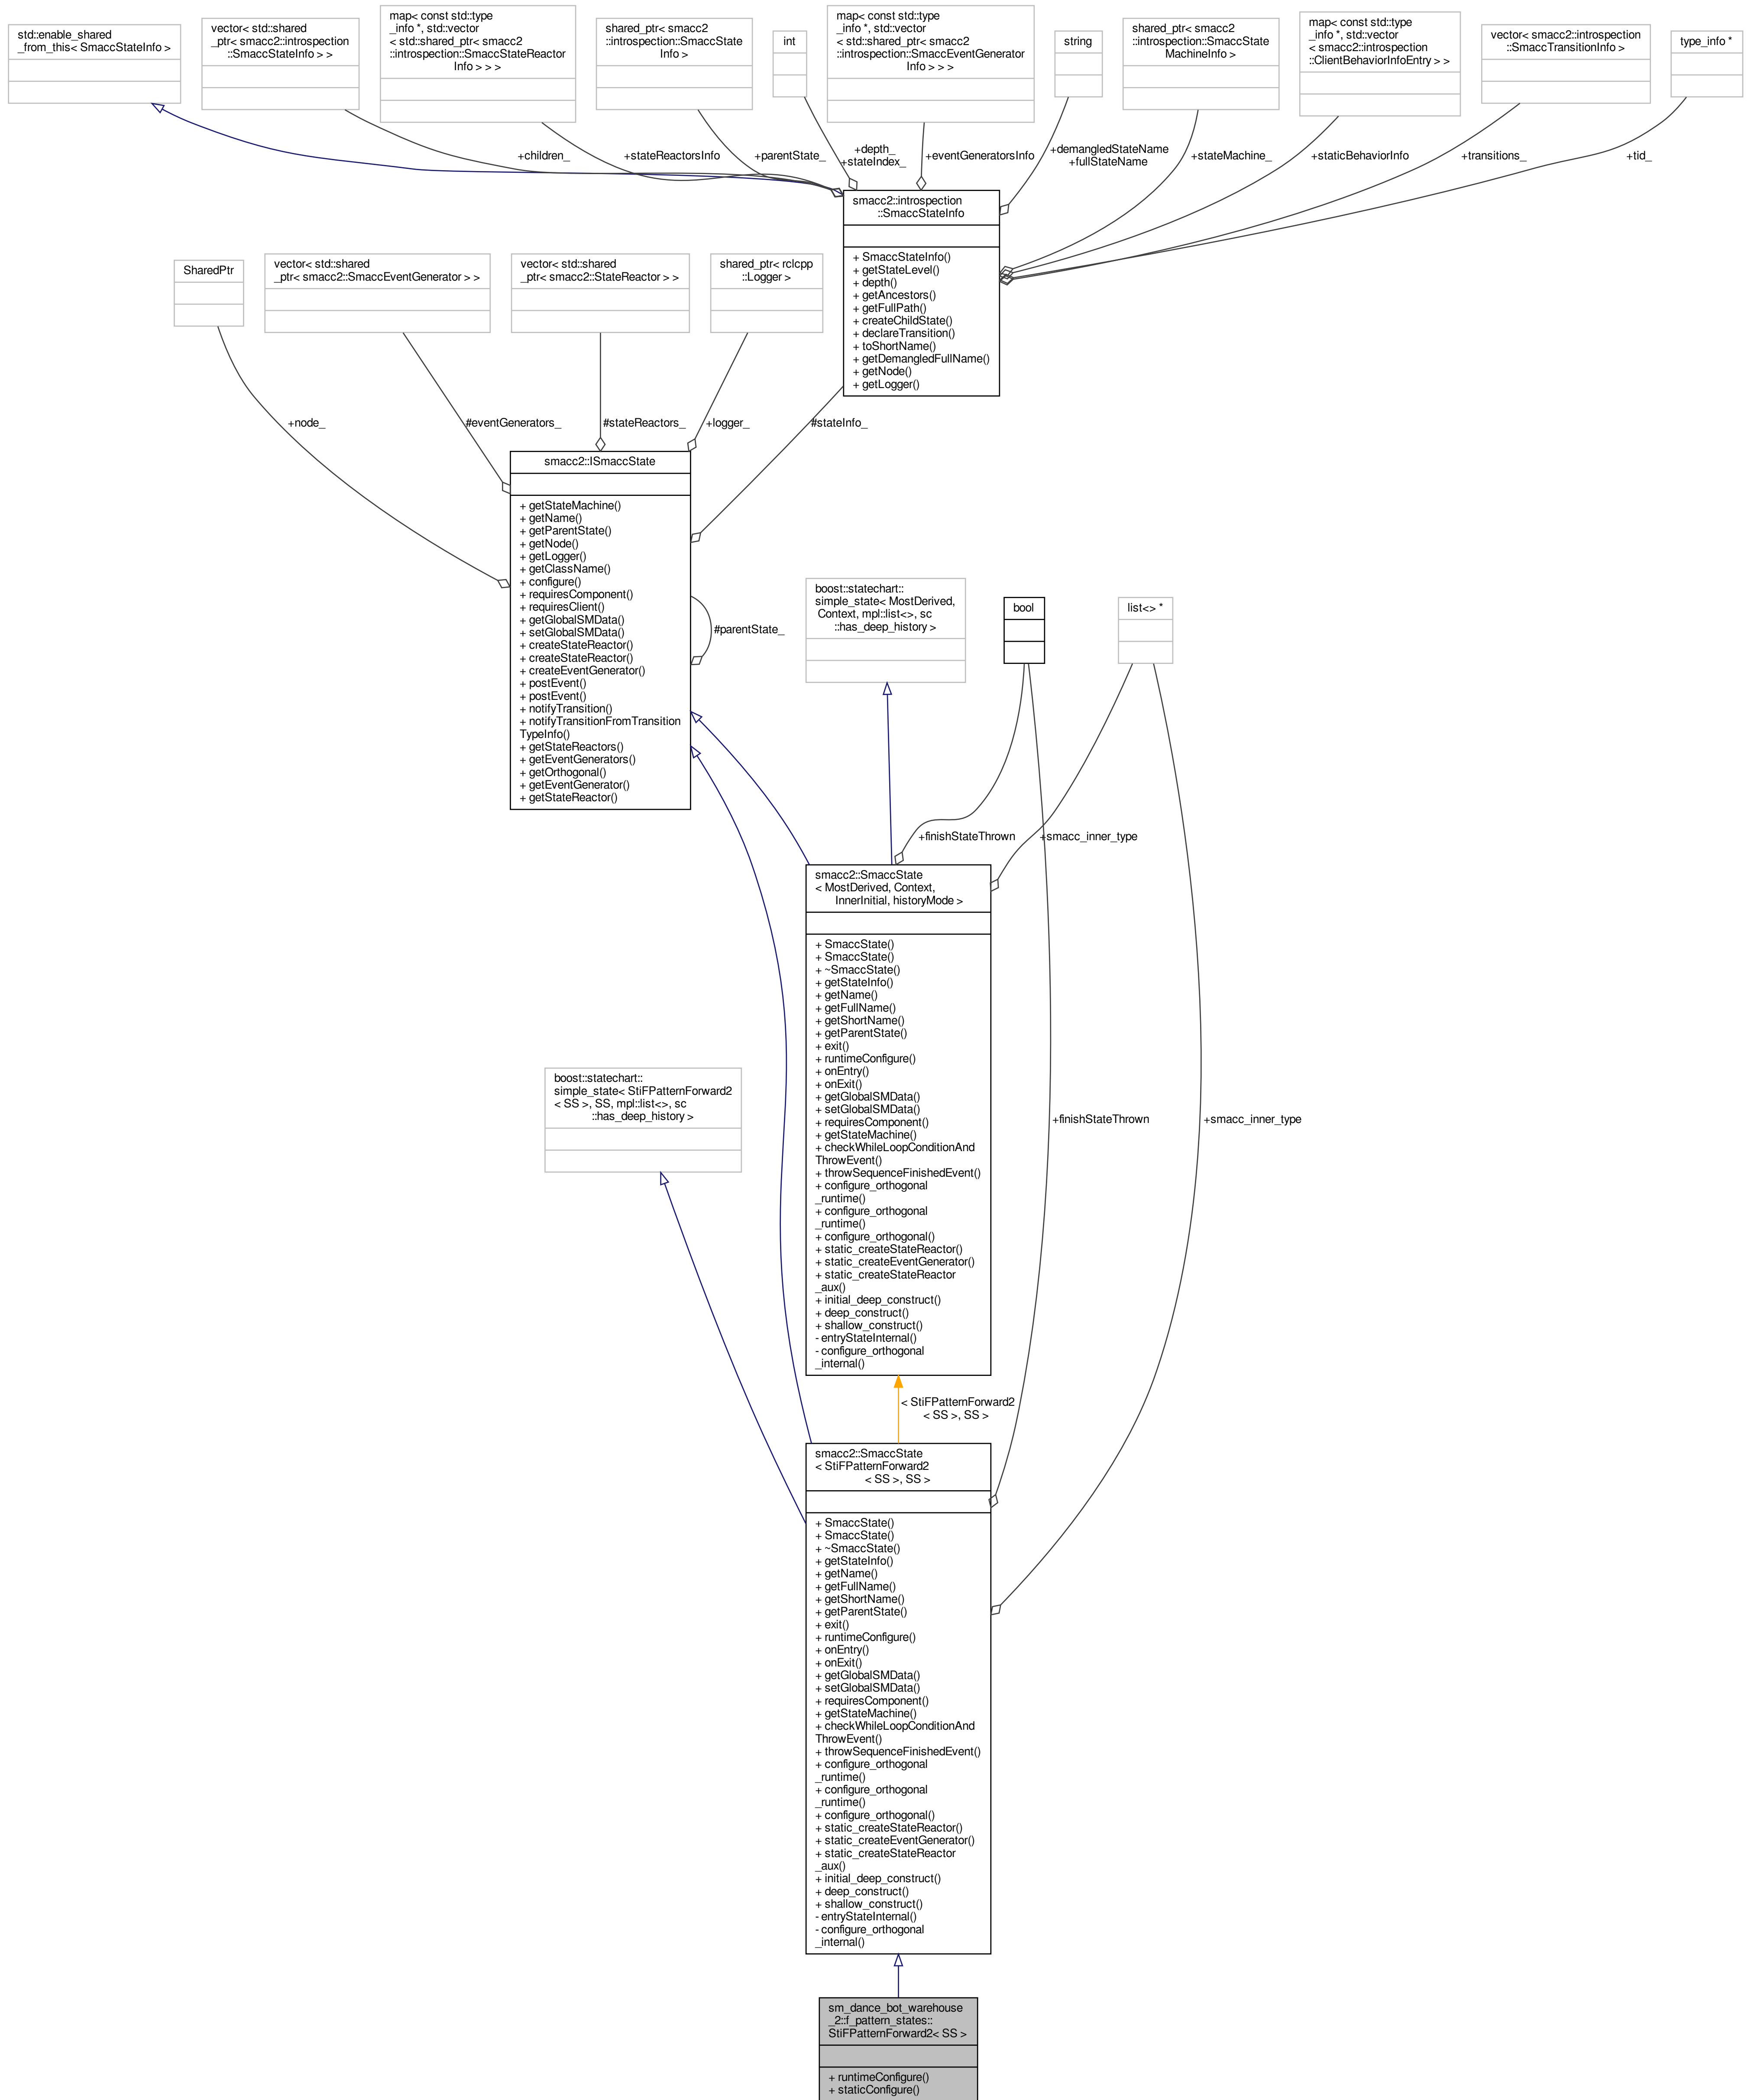 std::enable_shared
_from_this< SmaccStateInfo >
vector< std::shared
_ptr< smacc2::introspection
::SmaccStateInfo > >
map< const std::type
_info *, std::vector
< std::shared_ptr< smacc2
::introspection::SmaccStateReactor
Info > > >
shared_ptr< smacc2
::introspection::SmaccState
Info >
int
map< const std::type
_info *, std::vector
< std::shared_ptr< smacc2
::introspection::SmaccEventGenerator
Info > > >
string
shared_ptr< smacc2
::introspection::SmaccState
MachineInfo >
map< const std::type
_info *, std::vector
< smacc2::introspection
::ClientBehaviorInfoEntry > >
vector< smacc2::introspection
::SmaccTransitionInfo >
type_info *
+children_
+stateReactorsInfo
+parentState_
+depth_
+stateIndex_
+eventGeneratorsInfo
+demangledStateName
+fullStateName
+stateMachine_
+staticBehaviorInfo
+transitions_
+tid_
smacc2::introspection
::SmaccStateInfo
+ SmaccStateInfo()
+ getStateLevel()
+ depth()
+ getAncestors()
+ getFullPath()
+ createChildState()
+ declareTransition()
+ toShortName()
+ getDemangledFullName()
+ getNode()
+ getLogger()
SharedPtr
vector< std::shared
_ptr< smacc2::SmaccEventGenerator > >
vector< std::shared
_ptr< smacc2::StateReactor > >
shared_ptr< rclcpp
::Logger >
+node_
#eventGenerators_
#stateReactors_
+logger_
#stateInfo_
smacc2::ISmaccState
+ getStateMachine()
+ getName()
+ getParentState()
+ getNode()
+ getLogger()
+ getClassName()
+ configure()
+ requiresComponent()
+ requiresClient()
+ getGlobalSMData()
+ setGlobalSMData()
+ createStateReactor()
+ createStateReactor()
+ createEventGenerator()
+ postEvent()
+ postEvent()
+ notifyTransition()
+ notifyTransitionFromTransition
TypeInfo()
+ getStateReactors()
+ getEventGenerators()
+ getOrthogonal()
+ getEventGenerator()
+ getStateReactor()
#parentState_
boost::statechart::
simple_state< MostDerived,
Context, mpl::list<>, sc
::has_deep_history >
bool
list<> *
+finishStateThrown
+smacc_inner_type
smacc2::SmaccState
< MostDerived, Context,
InnerInitial, historyMode >
+ SmaccState()
+ SmaccState()
+ ~SmaccState()
+ getStateInfo()
+ getName()
+ getFullName()
+ getShortName()
+ getParentState()
+ exit()
+ runtimeConfigure()
+ onEntry()
+ onExit()
+ getGlobalSMData()
+ setGlobalSMData()
+ requiresComponent()
+ getStateMachine()
+ checkWhileLoopConditionAnd
ThrowEvent()
+ throwSequenceFinishedEvent()
+ configure_orthogonal
_runtime()
+ configure_orthogonal
_runtime()
+ configure_orthogonal()
+ static_createStateReactor()
+ static_createEventGenerator()
+ static_createStateReactor
_aux()
+ initial_deep_construct()
+ deep_construct()
+ shallow_construct()
- entryStateInternal()
- configure_orthogonal
_internal()
boost::statechart::
simple_state< StiFPatternForward2
< SS >, SS, mpl::list<>, sc
::has_deep_history >
+finishStateThrown
+smacc_inner_type
< StiFPatternForward2
< SS >, SS >
smacc2::SmaccState
< StiFPatternForward2
< SS >, SS >
+ SmaccState()
+ SmaccState()
+ ~SmaccState()
+ getStateInfo()
+ getName()
+ getFullName()
+ getShortName()
+ getParentState()
+ exit()
+ runtimeConfigure()
+ onEntry()
+ onExit()
+ getGlobalSMData()
+ setGlobalSMData()
+ requiresComponent()
+ getStateMachine()
+ checkWhileLoopConditionAnd
ThrowEvent()
+ throwSequenceFinishedEvent()
+ configure_orthogonal
_runtime()
+ configure_orthogonal
_runtime()
+ configure_orthogonal()
+ static_createStateReactor()
+ static_createEventGenerator()
+ static_createStateReactor
_aux()
+ initial_deep_construct()
+ deep_construct()
+ shallow_construct()
- entryStateInternal()
- configure_orthogonal
_internal()
sm_dance_bot_warehouse
_2::f_pattern_states::
StiFPatternForward2< SS >
+ runtimeConfigure()
+ staticConfigure()